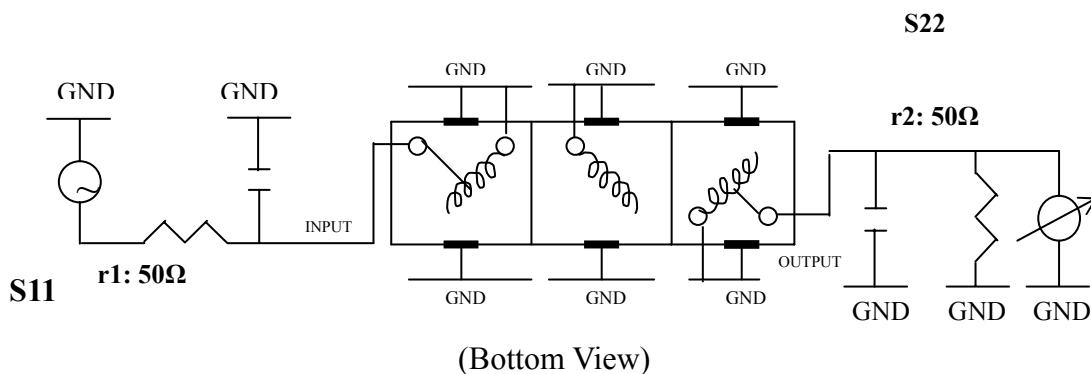 S22
GND GND GND GND GND
r2: 50Ω
INPUT
r1: 50Ω
S11
OUTPUT
GND GND GND
GND GND GND
(Bottom View)